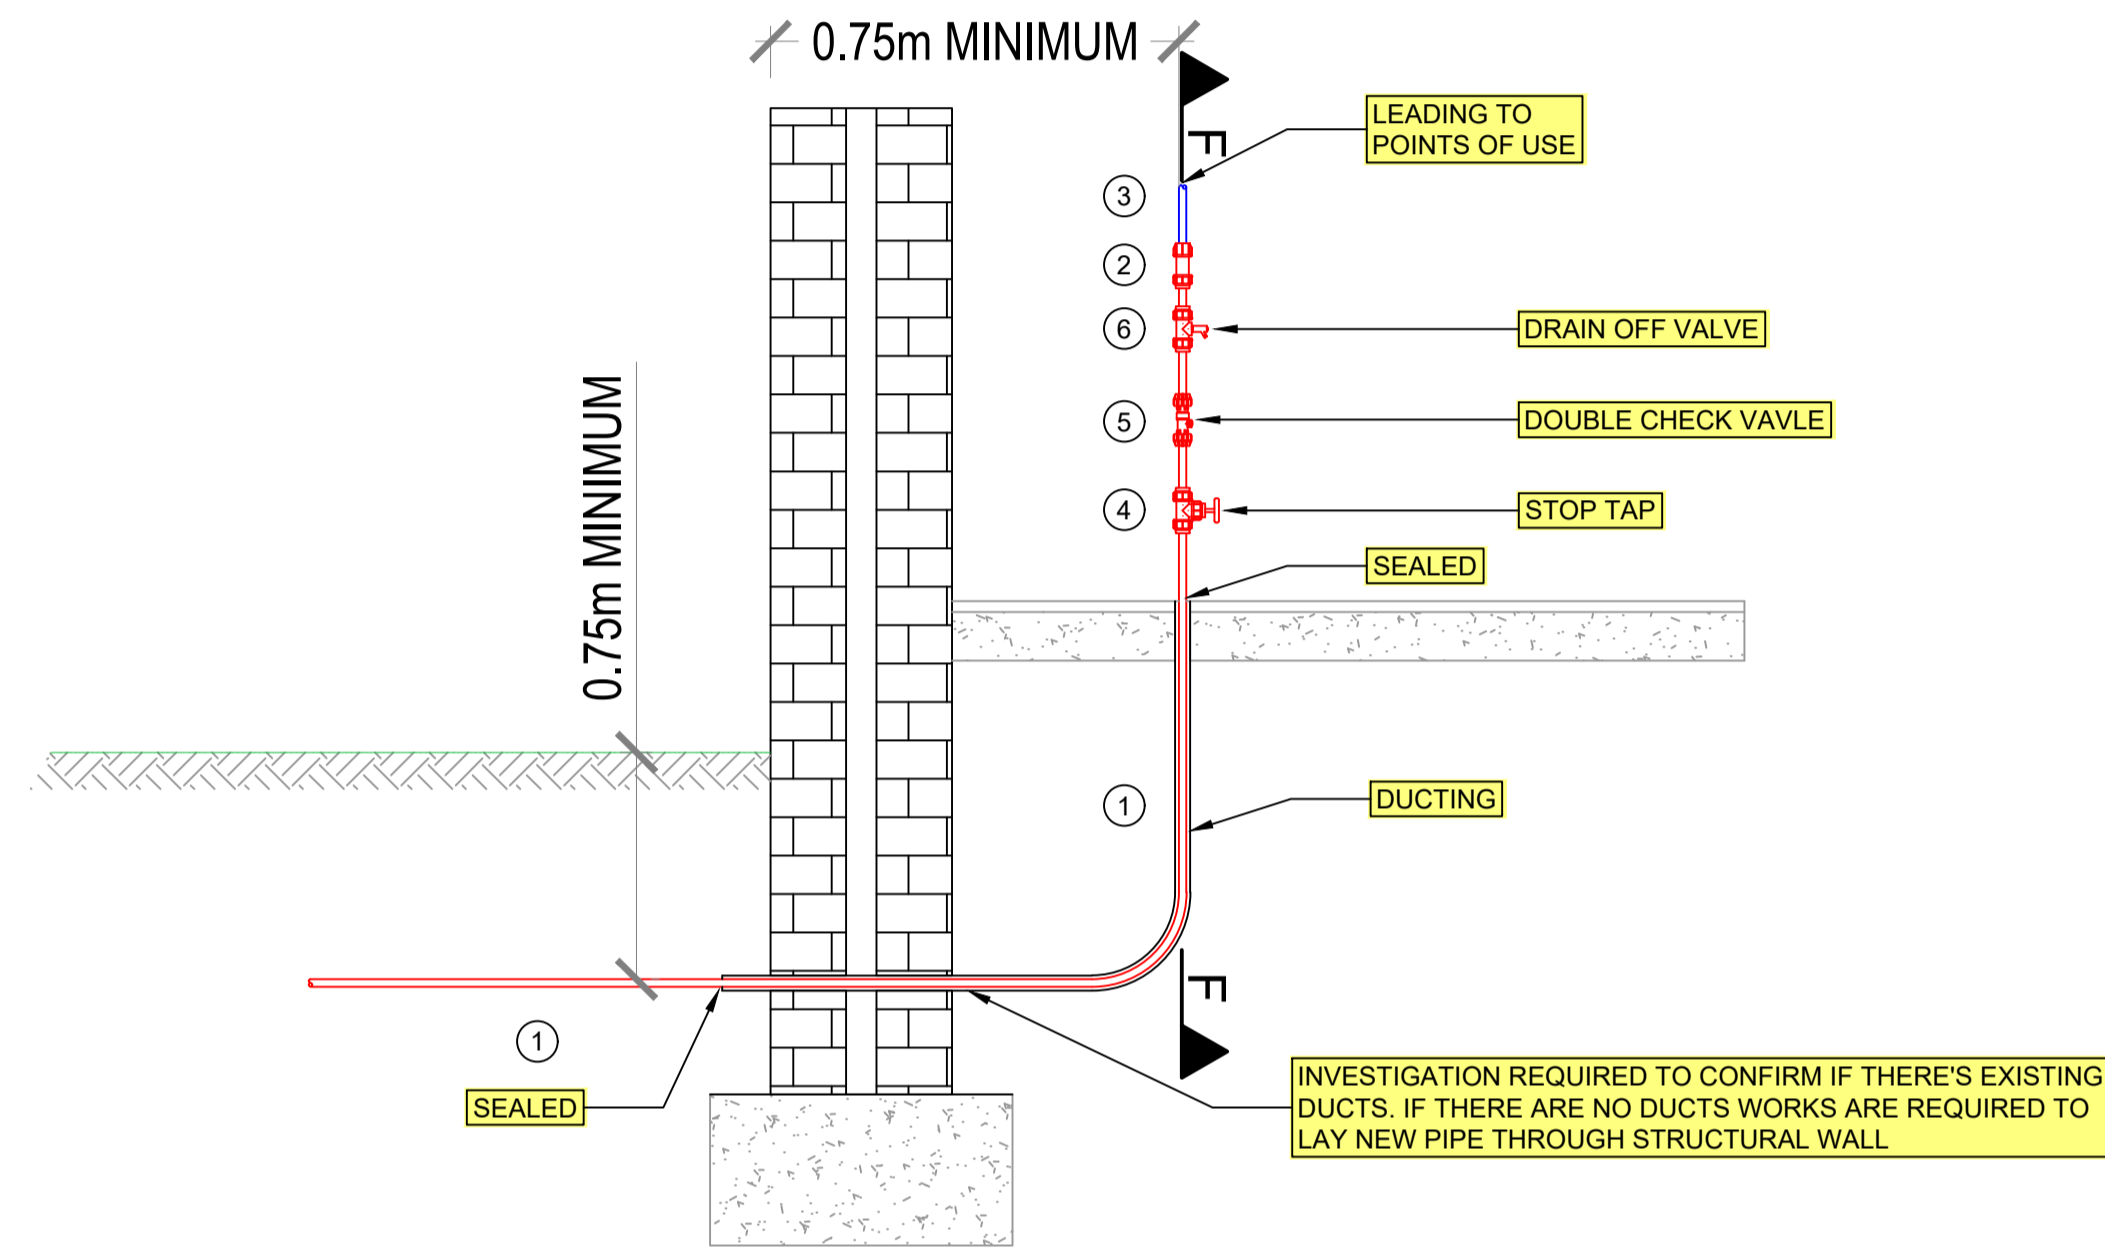 0.75m MINIMUM
F
LEADING TO
POINTS OF USE
3
2
6
DRAIN OFF VALVE
5
DOUBLE CHECK VAVLE
4
STOP TAP
SEALED
0.75m MINIMUM
1
DUCTING
F
1
SEALED
INVESTIGATION REQUIRED TO CONFIRM IF THERE'S EXISTING
DUCTS. IF THERE ARE NO DUCTS WORKS ARE REQUIRED TO
LAY NEW PIPE THROUGH STRUCTURAL WALL